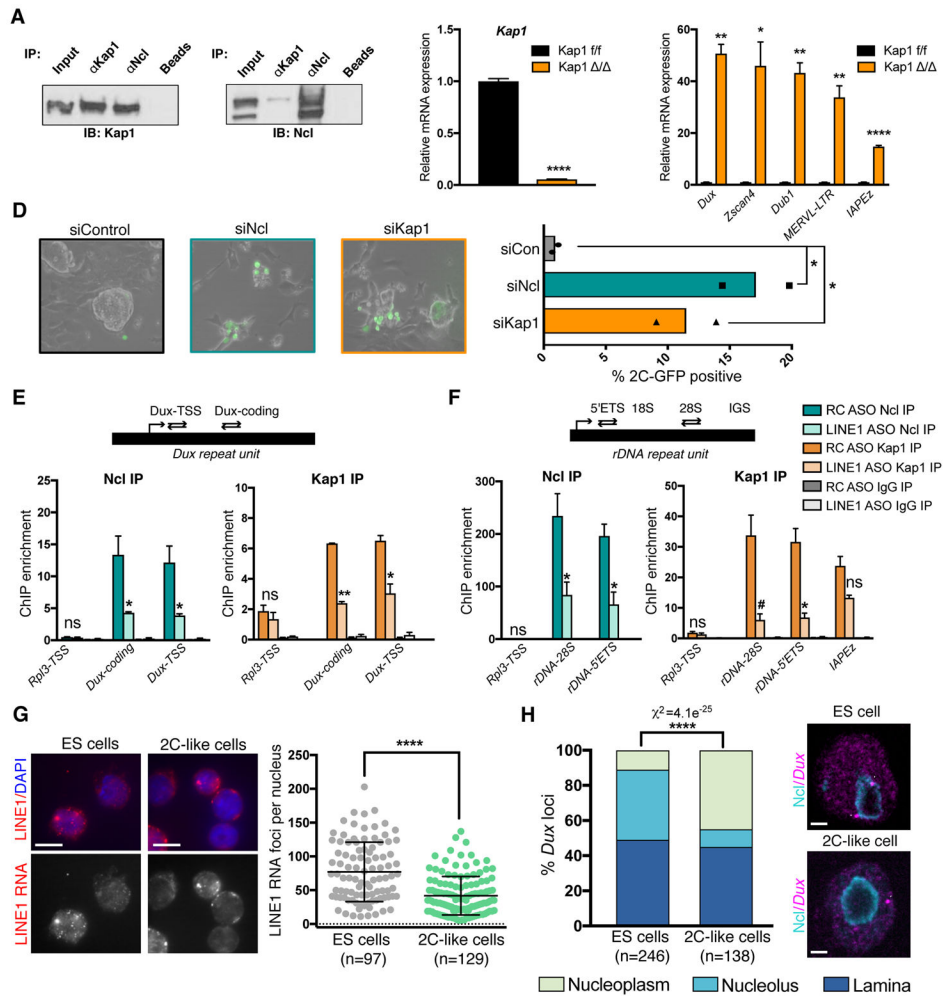 A
IP:
Input
αKap1
αNcl
Beads
IB: Kap1
IP:
Input
αKap1
αNcl
Beads
IB: Ncl
Kap1
Kap1 f/f
Kap1 Δ/Δ
Relative mRNA expression
1.5
1.0
0.5
0.0
****
Kap1 f/f
Kap1 Δ/Δ
Relative mRNA expression
60
40
20
0
** * ** ** ****
Dux
Zscan4
Dub1
MERVL-LTR
IAPEz
D
siControl
siNcl
siKap1
siCon
siNcl
siKap1
*
*
0 5 10 15 20
% 2C-GFP positive
E
Dux-TSS Dux-coding
Dux repeat unit
Ncl IP
ChIP enrichment
20
15
10
5
0
ns * *
Rpl3-TSS
Dux-coding
Dux-TSS
Kap1 IP
ChIP enrichment
8
6
4
2
0
ns ** *
Rpl3-TSS
Dux-coding
Dux-TSS
F
5'ETS 18S 28S IGS
rDNA repeat unit
RC ASO Ncl IP
LINE1 ASO Ncl IP
RC ASO Kap1 IP
LINE1 ASO Kap1 IP
RC ASO IgG IP
LINE1 ASO IgG IP
Ncl IP
ChIP enrichment
300
200
100
0
ns * *
Rpl3-TSS
rDNA-28S
rDNA-5ETS
Kap1 IP
ChIP enrichment
60
40
30
20
10
0
ns # * ns
Rpl3-TSS
rDNA-28S
rDNA-5'ETS
IAPEz
G
ES cells 2C-like cells
LINE1/DAPI
LINE1 RNA
LINE1 RNA foci per nucleus
250
200
150
100
50
0
****
ES cells
(n=97)
2C-like cells
(n=129)
H
χ²=4.1e-25
****
% Dux loci
100
80
60
40
20
0
ES cells
(n=246)
2C-like cells
(n=138)
ES cell
Ncl/Dux
2C-like cell
Ncl/Dux
Nucleoplasm Nucleolus Lamina